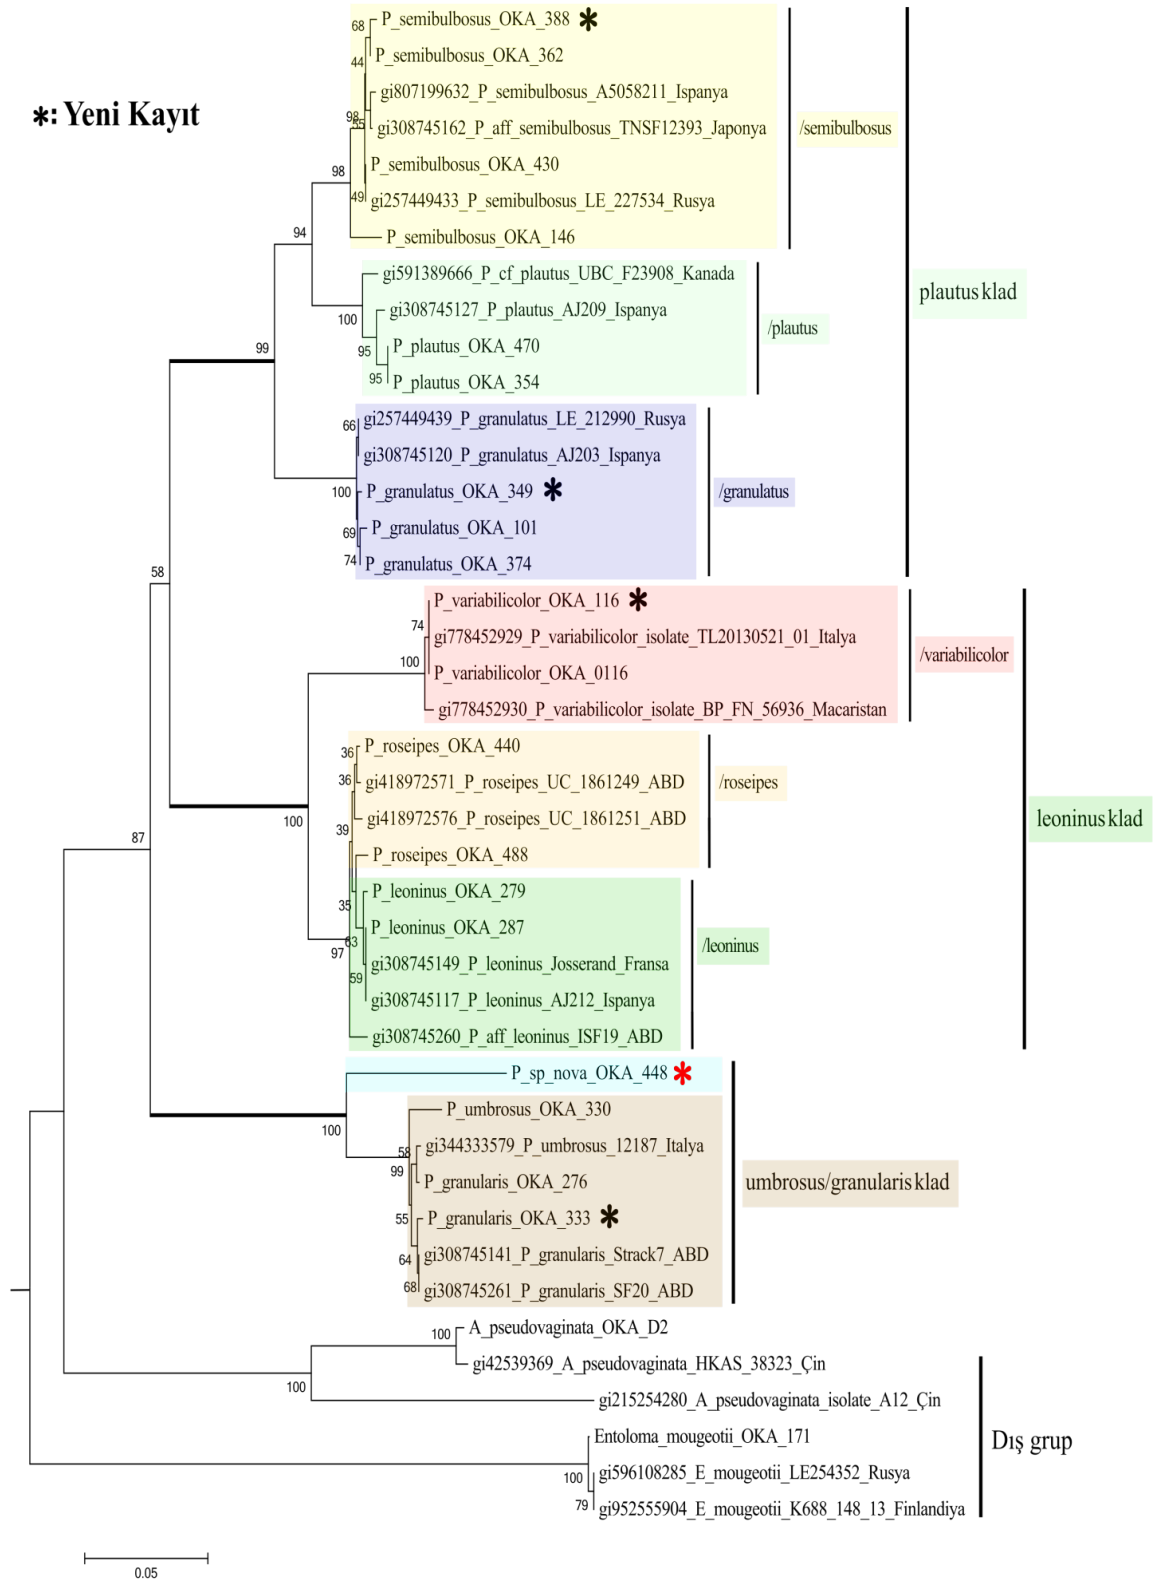 *: Yeni Kayıt
68
P_semibulbosus_OKA_388 *
P_semibulbosus_OKA_362
44
gi807199632_P_semibulbosus_A5058211_Ispanya
98
55
gi308745162_P_aff_semibulbosus_TNSF12393_Japonya
/semibulbosus
P_semibulbosus_OKA_430
98
49
gi257449433_P_semibulbosus_LE_227534_Rusya
94
P_semibulbosus_OKA_146
gi591389666_P_cf_plautus_UBC_F23908_Kanada
plautus klad
gi308745127_P_plautus_AJ209_Ispanya
100
/plautus
99
95
P_plautus_OKA_470
95
P_plautus_OKA_354
66
gi257449439_P_granulatus_LE_212990_Rusya
gi308745120_P_granulatus_AJ203_Ispanya
100
P_granulatus_OKA_349 *
/granulatus
69
P_granulatus_OKA_101
74
P_granulatus_OKA_374
58
P_variabilicolor_OKA_116 *
74
gi778452929_P_variabilicolor_isolate_TL20130521_01_Italya
/variabilicolor
100
P_variabilicolor_OKA_0116
gi778452930_P_variabilicolor_isolate_BP_FN_56936_Macaristan
36
P_roseipes_OKA_440
36
gi418972571_P_roseipes_UC_1861249_ABD
/roseipes
100
39
gi418972576_P_roseipes_UC_1861251_ABD
leoninus klad
87
P_roseipes_OKA_488
P_leoninus_OKA_279
35
P_leoninus_OKA_287
63
/leoninus
97
gi308745149_P_leoninus_Josserand_Fransa
59
gi308745117_P_leoninus_AJ212_Ispanya
gi308745260_P_aff_leoninus_ISF19_ABD
P_sp_nova_OKA_448 *
100
P_umbrosus_OKA_330
58
gi344333579_P_umbrosus_12187_Italya
99
P_granularis_OKA_276
umbrosus/granularis klad
55
P_granularis_OKA_333 *
64
gi308745141_P_granularis_Strack7_ABD
68
gi308745261_P_granularis_SF20_ABD
100
A_pseudovaginata_OKA_D2
gi42539369_A_pseudovaginata_HKAS_38323_Çin
100
gi215254280_A_pseudovaginata_isolate_A12_Çin
Entoloma_mougeotii_OKA_171
Dış grup
100
gi596108285_E_mougeotii_LE254352_Rusya
79
gi952555904_E_mougeotii_K688_148_13_Finlandiya
0.05